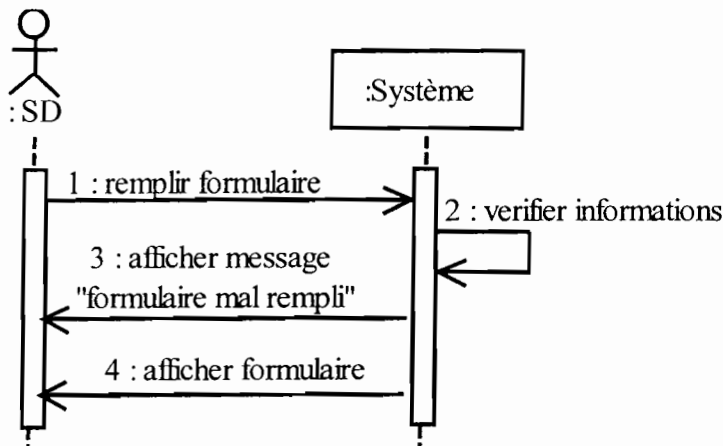 : SD
:Système
1 : remplir formulaire
2 : verifier informations
3 : afficher message
"formulaire mal rempli"
4 : afficher formulaire